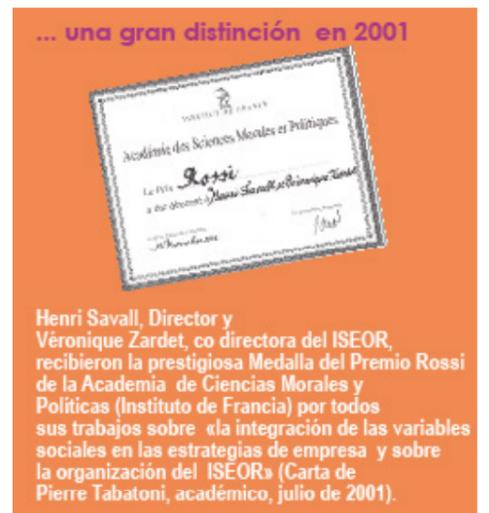 ... una gran distinción en 2001
INSTITUT DE FRANCE
Académie des Sciences Morales et Politiques
Le Prix Rossi
a été décerné à Henri Savall et Véronique Zardet
Henri Savall, Director y
Véronique Zardet, co directora del ISEOR,
recibieron la prestigiosa Medalla del Premio Rossi
de la Academia de Ciencias Morales y
Políticas (Instituto de Francia) por todos
sus trabajos sobre «la integración de las variables
sociales en las estrategias de empresa y sobre
la organización del ISEOR» (Carta de
Pierre Tabatoni, académico, julio de 2001).